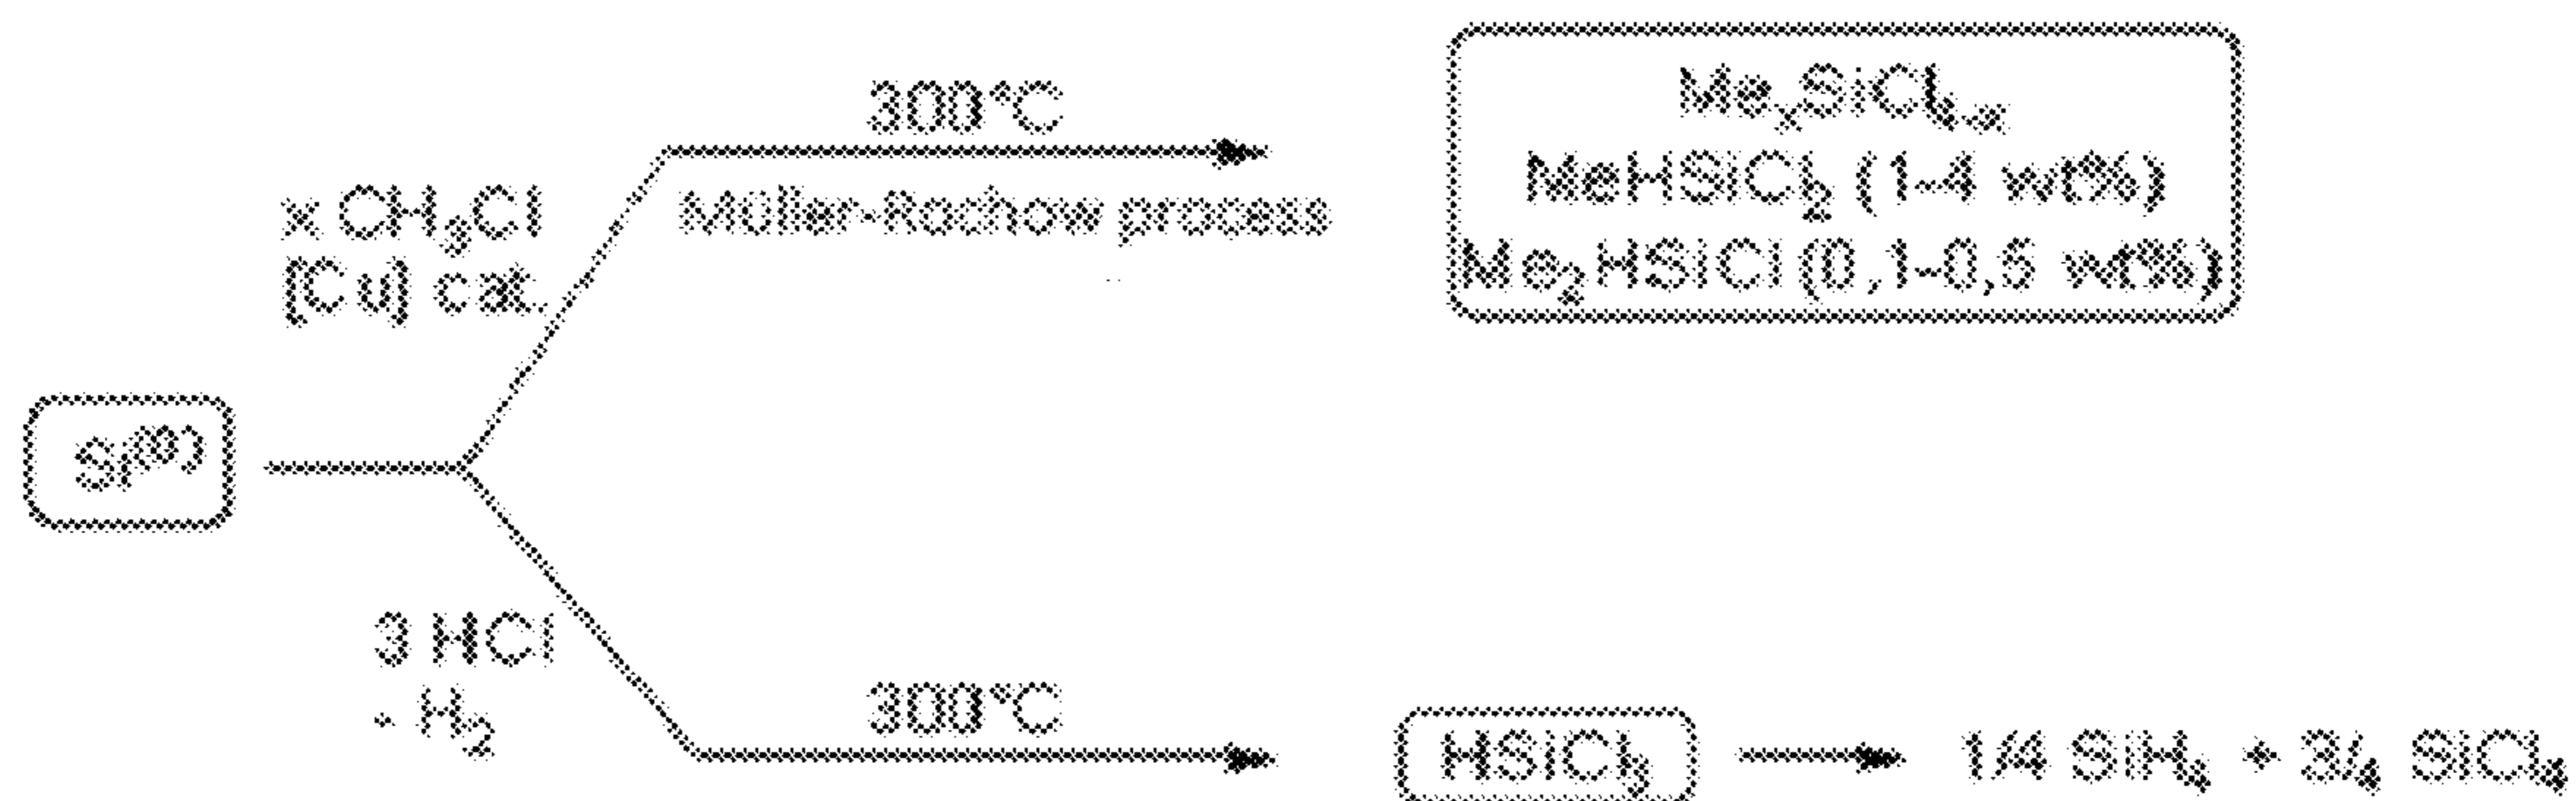 300°C
Me_xSiCl_4-x
MeHSiCl₂ (1-4 wt%)
Me₂HSiCl (0,1-0,5 wt%)
x CH₃Cl
[Cu] cat.
Müller-Rochow process
Si⁽⁰⁾
3 HCl
- H₂
300°C
HSiCl₃
1/4 SiH₄ + 3/₄ SiCl₄